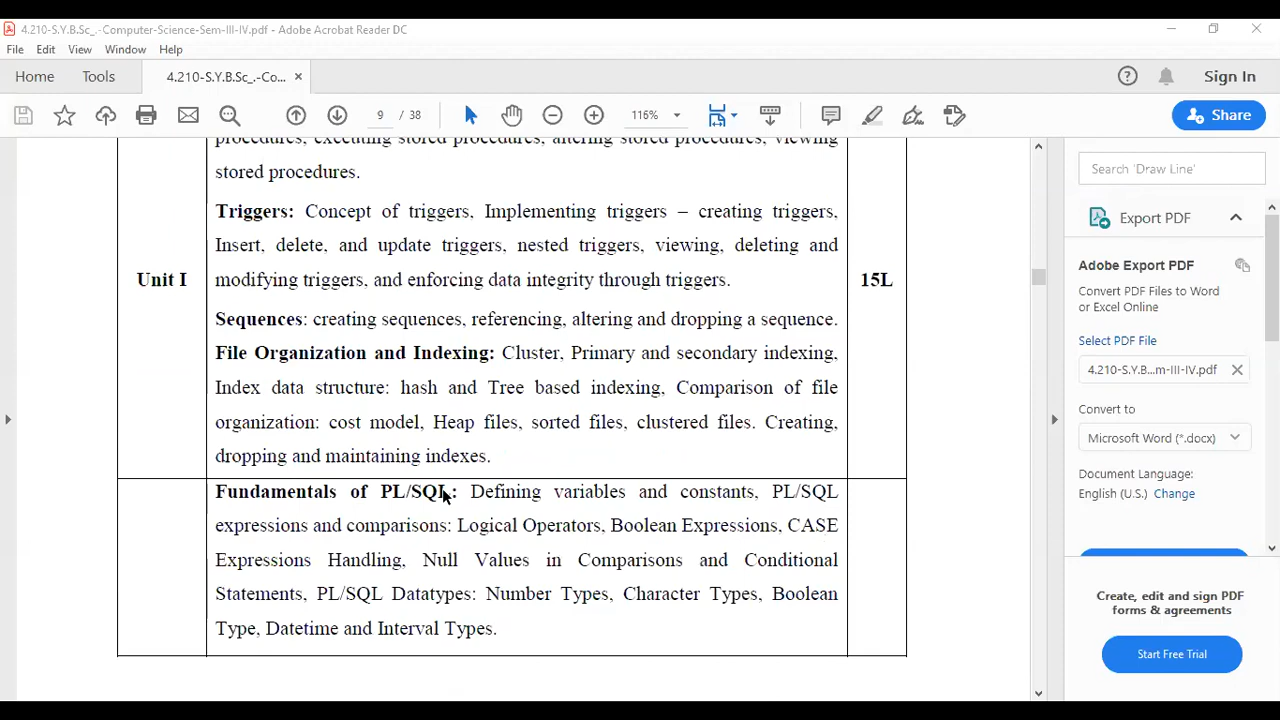 4.210-S.Y.B.Sc_.-Computer-Science-Sem-III-IV.pdf - Adobe Acrobat Reader DC
File Edit View Window Help
Home Tools 4.210-S.Y.B.Sc_.-Co... × Sign In
9 / 38 116% Share
procedures, executing stored procedures, altering stored procedures, viewing
stored procedures.
Triggers: Concept of triggers, Implementing triggers – creating triggers,
Insert, delete, and update triggers, nested triggers, viewing, deleting and
Unit I modifying triggers, and enforcing data integrity through triggers. 15L
Sequences: creating sequences, referencing, altering and dropping a sequence.
File Organization and Indexing: Cluster, Primary and secondary indexing,
Index data structure: hash and Tree based indexing, Comparison of file
organization: cost model, Heap files, sorted files, clustered files. Creating,
dropping and maintaining indexes.
Fundamentals of PL/SQL: Defining variables and constants, PL/SQL
expressions and comparisons: Logical Operators, Boolean Expressions, CASE
Expressions Handling, Null Values in Comparisons and Conditional
Statements, PL/SQL Datatypes: Number Types, Character Types, Boolean
Type, Datetime and Interval Types.
Search 'Draw Line'
Export PDF
Adobe Export PDF
Convert PDF Files to Word
or Excel Online
Select PDF File
4.210-S.Y.B...m-III-IV.pdf
Convert to
Microsoft Word (*.docx)
Document Language:
English (U.S.) Change
Create, edit and sign PDF
forms & agreements
Start Free Trial